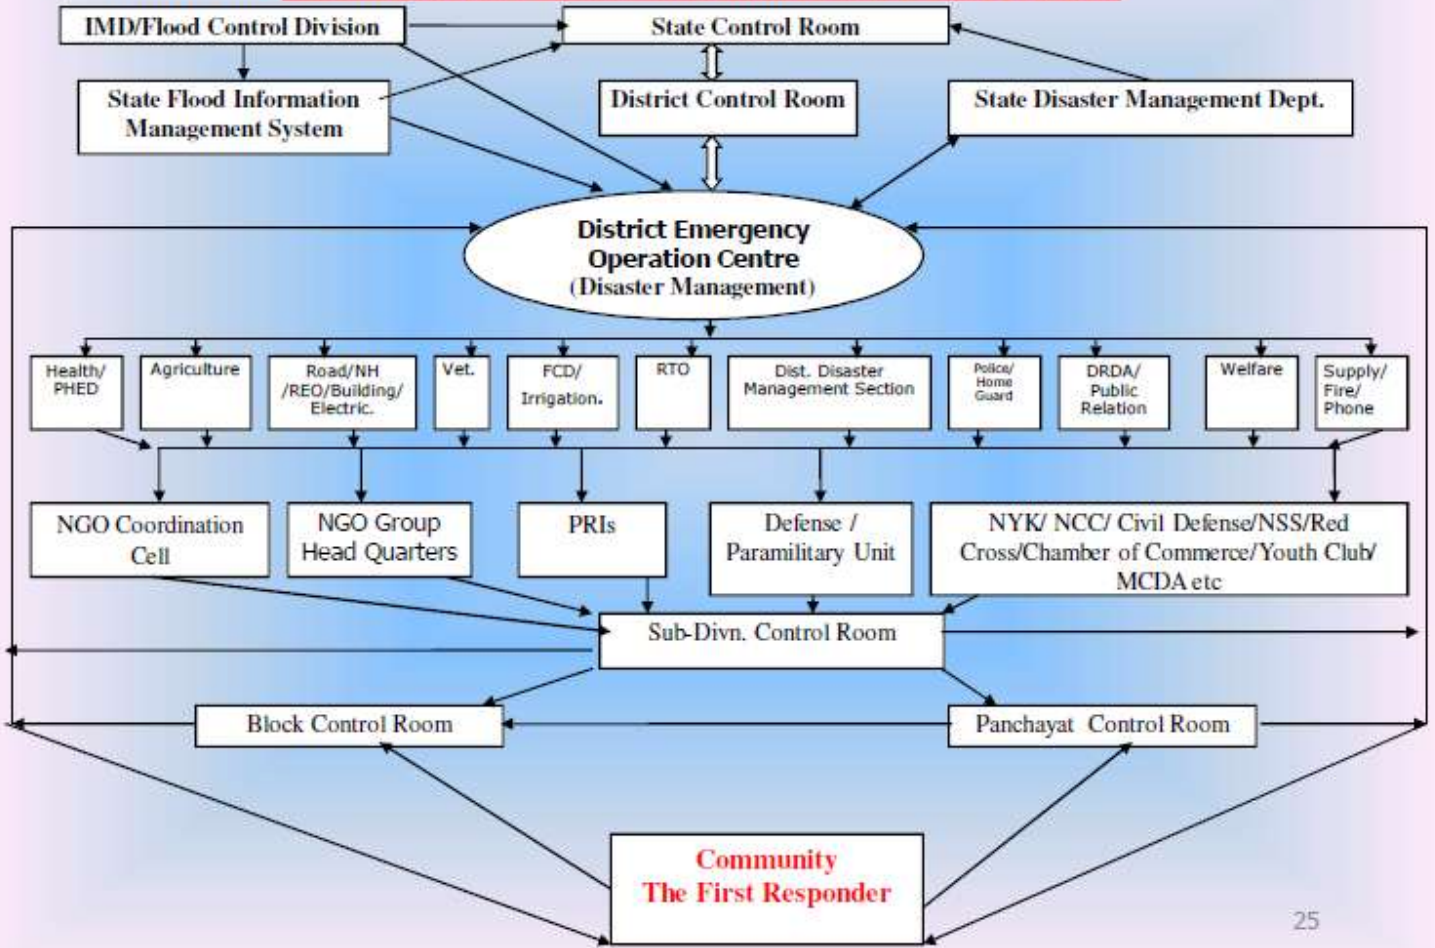 IMD/Flood Control Division
State Control Room
State Flood Information
Management System
District Control Room
State Disaster Management Dept.
District Emergency
Operation Centre
(Disaster Management)
Health/
PHED
Agriculture
Road/NH
/REO/Building/
Electric.
Vet.
FCD/
Irrigation.
RTO
Dist. Disaster
Management Section
Police/
Home
Guard
DRDA/
Public
Relation
Welfare
Supply/
Fire/
Phone
NGO Coordination
Cell
NGO Group
Head Quarters
PRIs
Defense /
Paramilitary Unit
NYK/ NCC/ Civil Defense/NSS/Red
Cross/Chamber of Commerce/Youth Club/
MCDA etc
Sub-Divn. Control Room
Block Control Room
Panchayat Control Room
Community
The First Responder
25